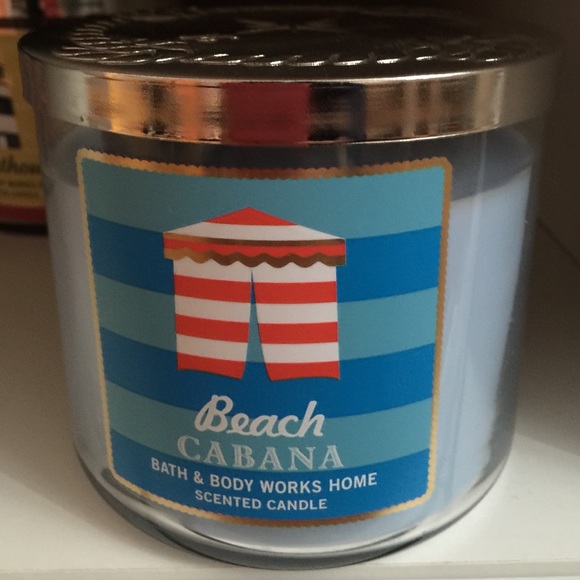 Beach
CABANA
BATH & BODY WORKS HOME
SCENTED CANDLE